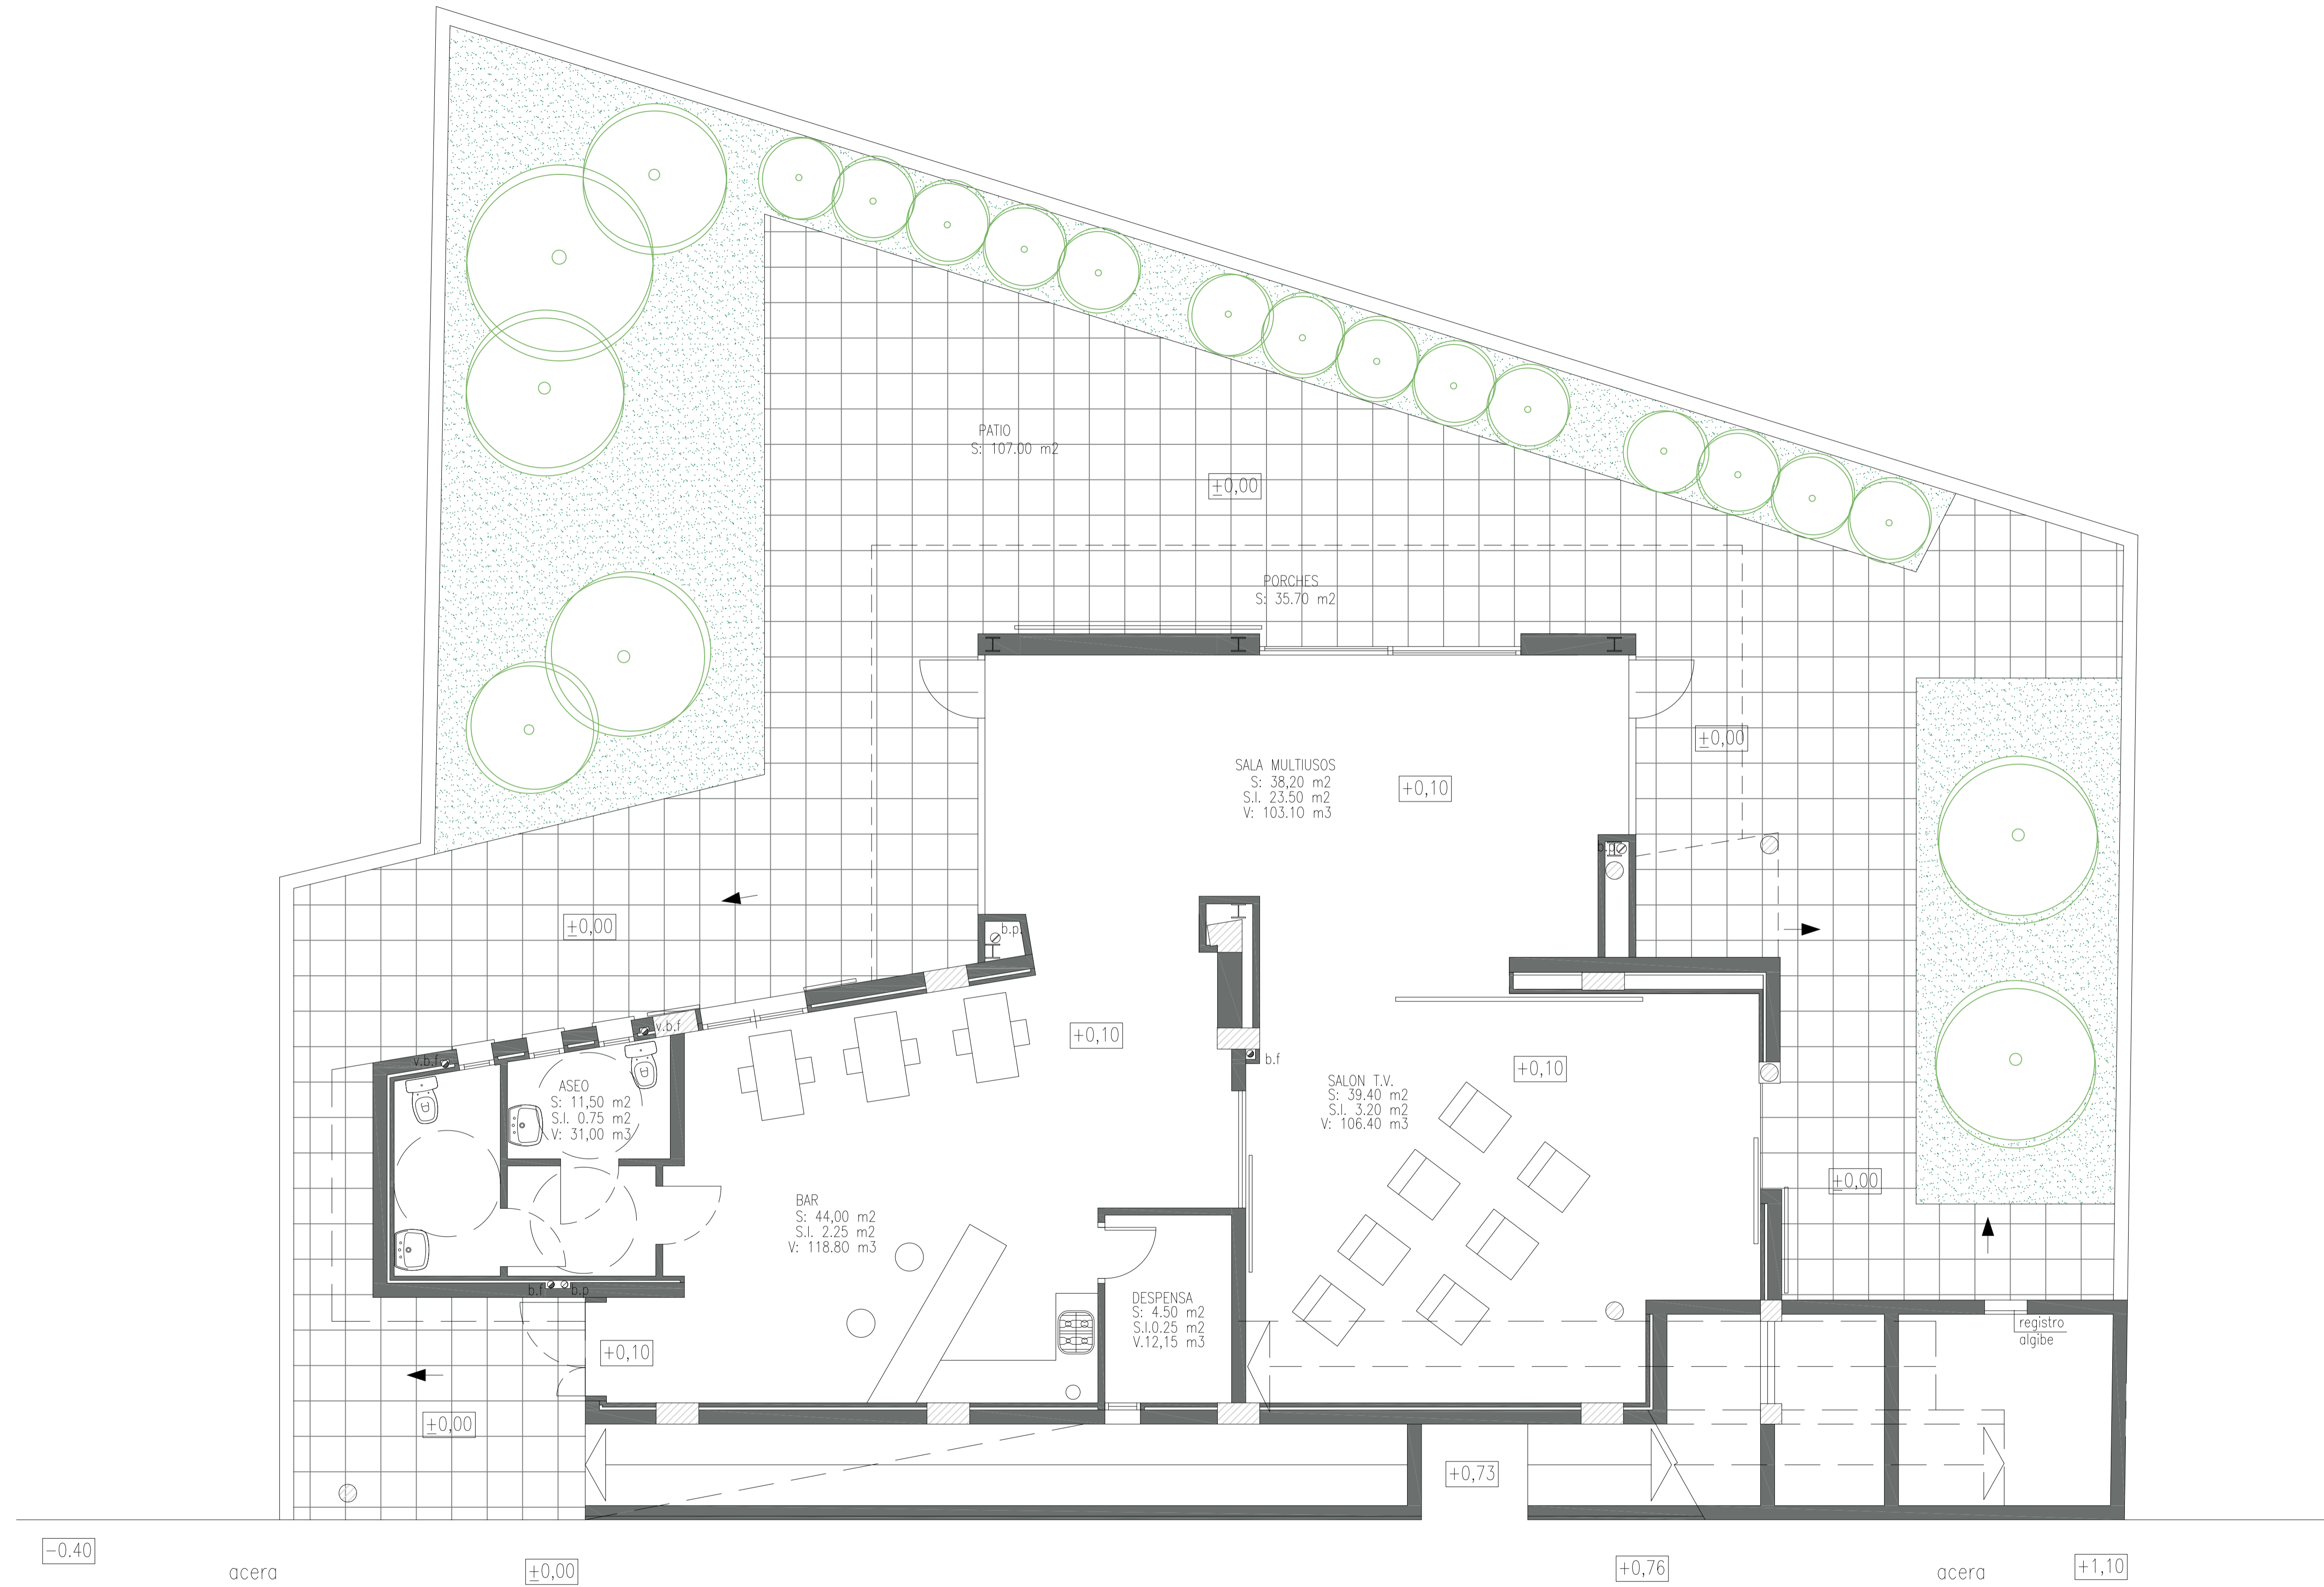 PATIO
S: 107.00 m2
±0,00
PORCHES
S: 35.70 m2
±0,00
SALA MULTIUSOS
S: 38,20 m2
S.I. 23.50 m2
V: 103.10 m3
+0,10
b.p
±0,00
b.p.
+0,10
v.b.f
v.b.f
b.f
+0,10
SALON T.V.
S: 39.40 m2
S.I. 3.20 m2
V: 106.40 m3
ASEO
S: 11,50 m2
S.I. 0.75 m2
V: 31,00 m3
±0,00
BAR
S: 44,00 m2
S.I. 2.25 m2
V: 118.80 m3
b.f
b.p
DESPENSA
S: 4.50 m2
S.I.0.25 m2
V.12,15 m3
registro
algibe
+0,10
±0,00
+0,73
-0.40
acera
±0,00
+0,76
acera
+1,10